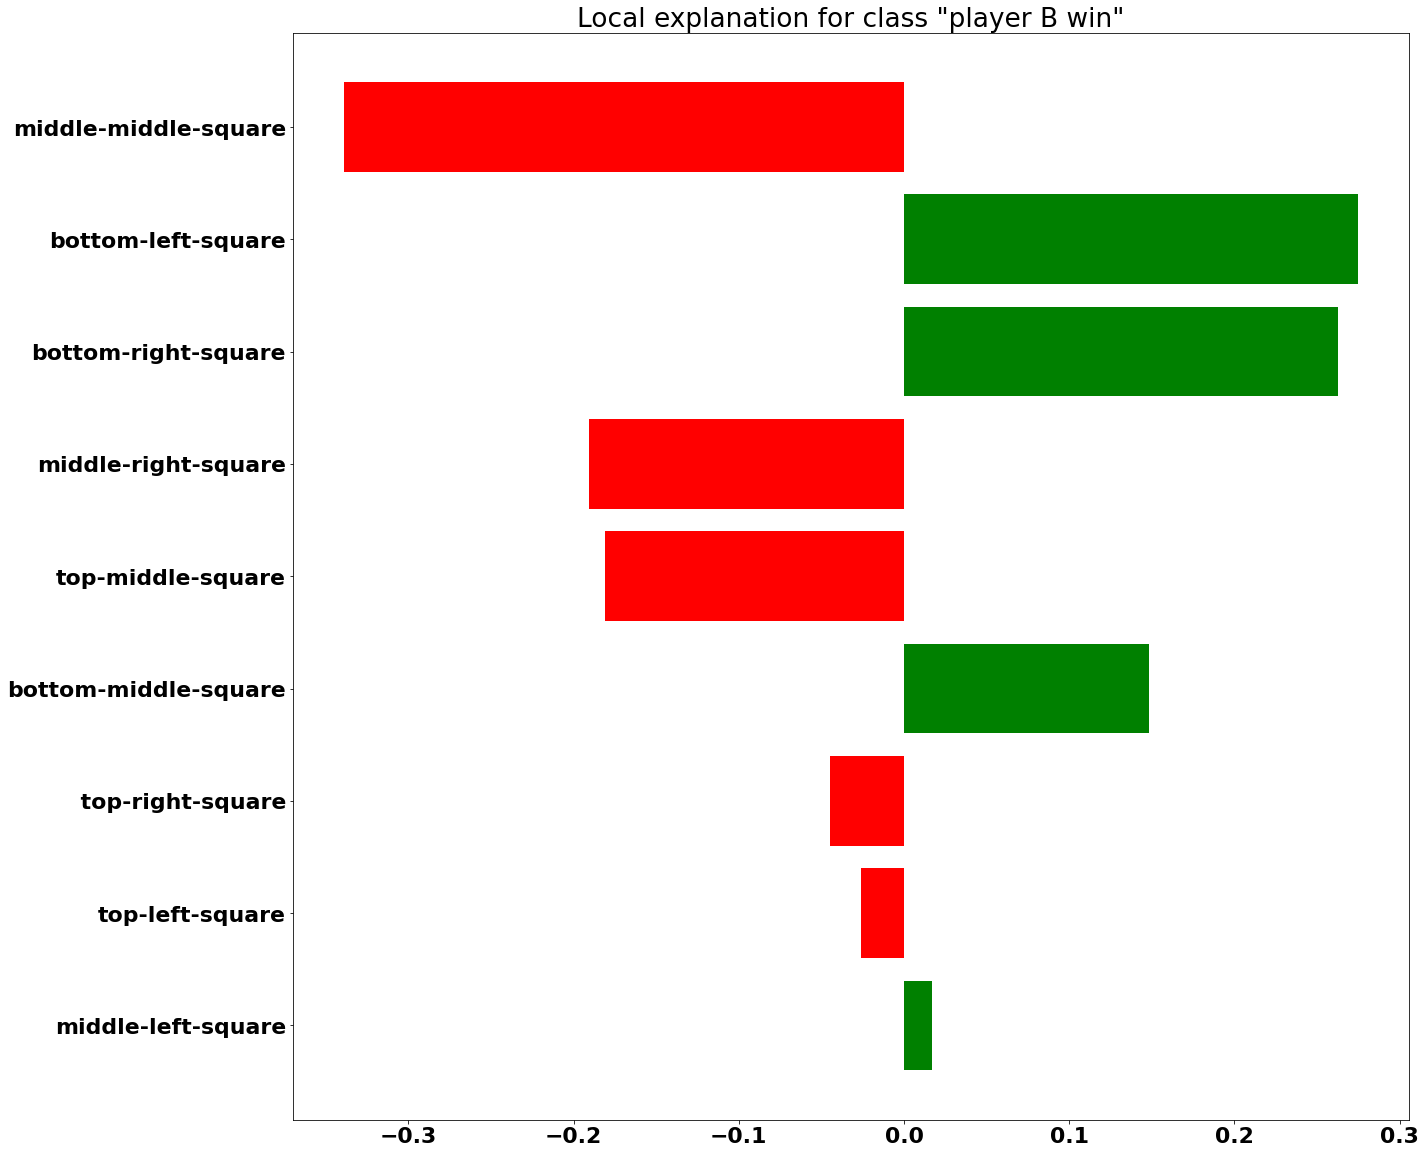 Local explanation for class "player B win"
middle-middle-square
bottom-left-square
bottom-right-square
middle-right-square
top-middle-square
bottom-middle-square
top-right-square
top-left-square
middle-left-square
−0.3 −0.2 −0.1 0.0 0.1 0.2 0.3